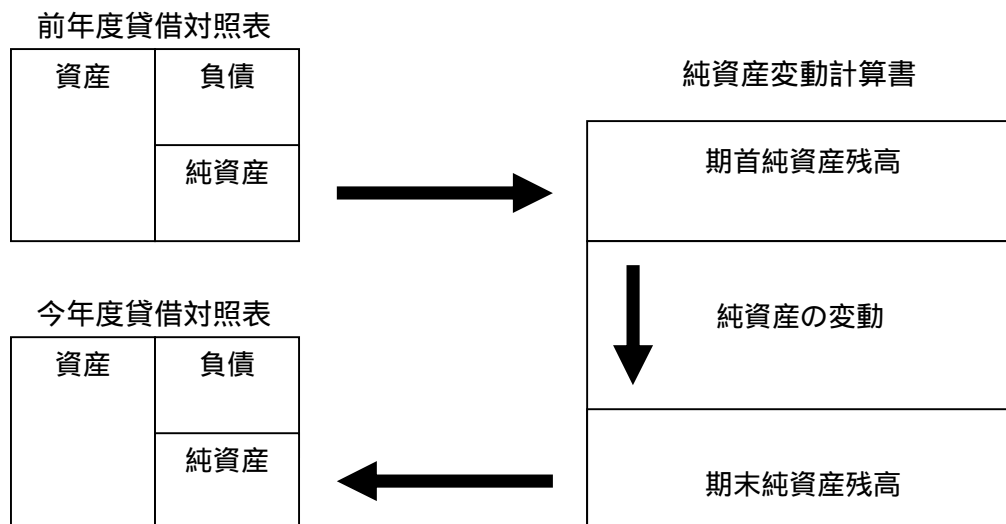 前年度貸借対照表
資産
負債
純資産
純資産変動計算書
期首純資産残高
純資産の変動
期末純資産残高
今年度貸借対照表
資産
負債
純資産